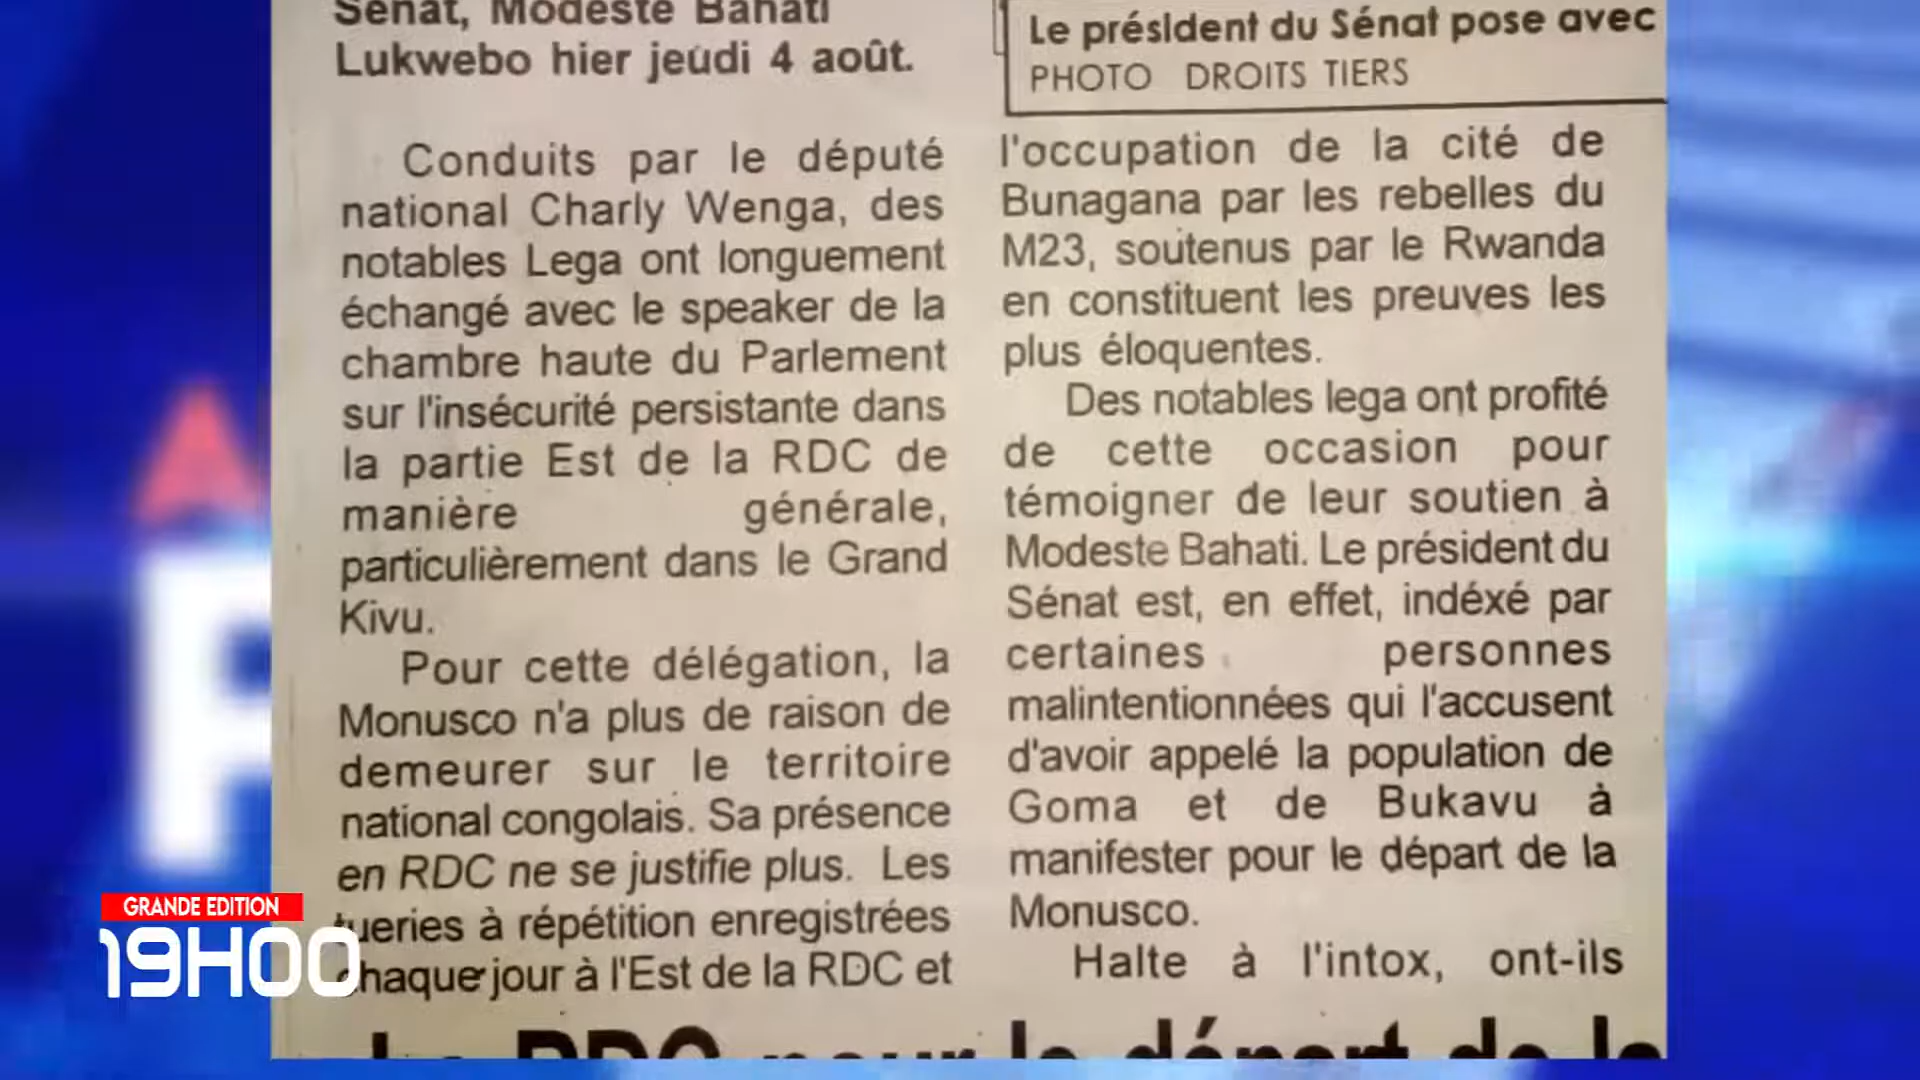 Sénat, Modeste Bahati
Lukwebo hier jeudi 4 août.
Conduits par le député
national Charly Wenga, des
notables Lega ont longuement
échangé avec le speaker de la
chambre haute du Parlement
sur l'insécurité persistante dans
la partie Est de la RDC de
manière générale,
particulièrement dans le Grand
Kivu.
Pour cette délégation, la
Monusco n'a plus de raison de
demeurer sur le territoire
national congolais. Sa présence
en RDC ne se justifie plus. Les
tueries à répétition enregistrées
chaque jour à l'Est de la RDC et
Le président du Sénat pose avec
PHOTO DROITS TIERS
l'occupation de la cité de
Bunagana par les rebelles du
M23, soutenus par le Rwanda
en constituent les preuves les
plus éloquentes.
Des notables lega ont profité
de cette occasion pour
témoigner de leur soutien à
Modeste Bahati. Le président du
Sénat est, en effet, indéxé par
certaines personnes
malintentionnées qui l'accusent
d'avoir appelé la population de
Goma et de Bukavu à
manifester pour le départ de la
Monusco.
Halte à l'intox, ont-ils
La RDC pour le départ de la
GRANDE EDITION
19H00